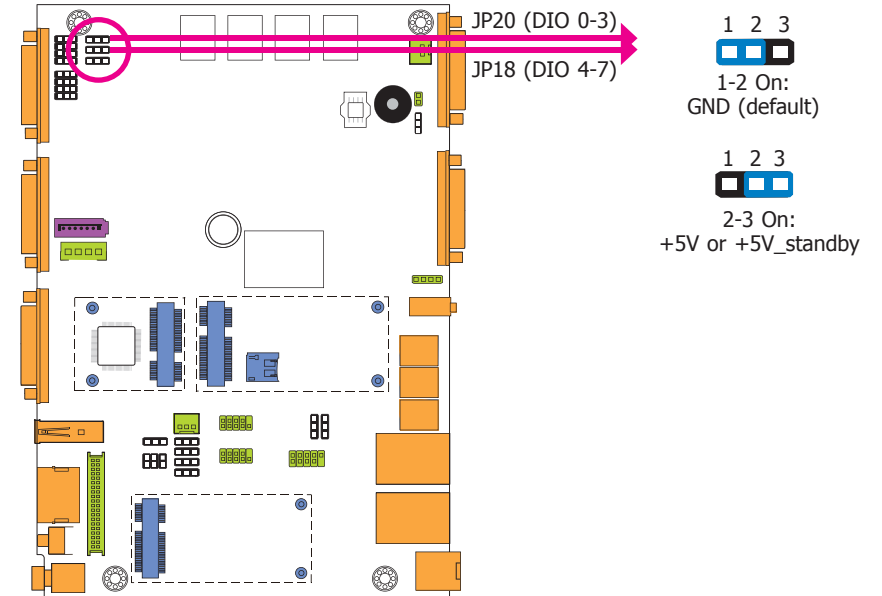 JP20 (DIO 0-3)
JP18 (DIO 4-7)
1 2 3
1-2 On:
GND (default)
1 2 3
2-3 On:
+5V or +5V_standby